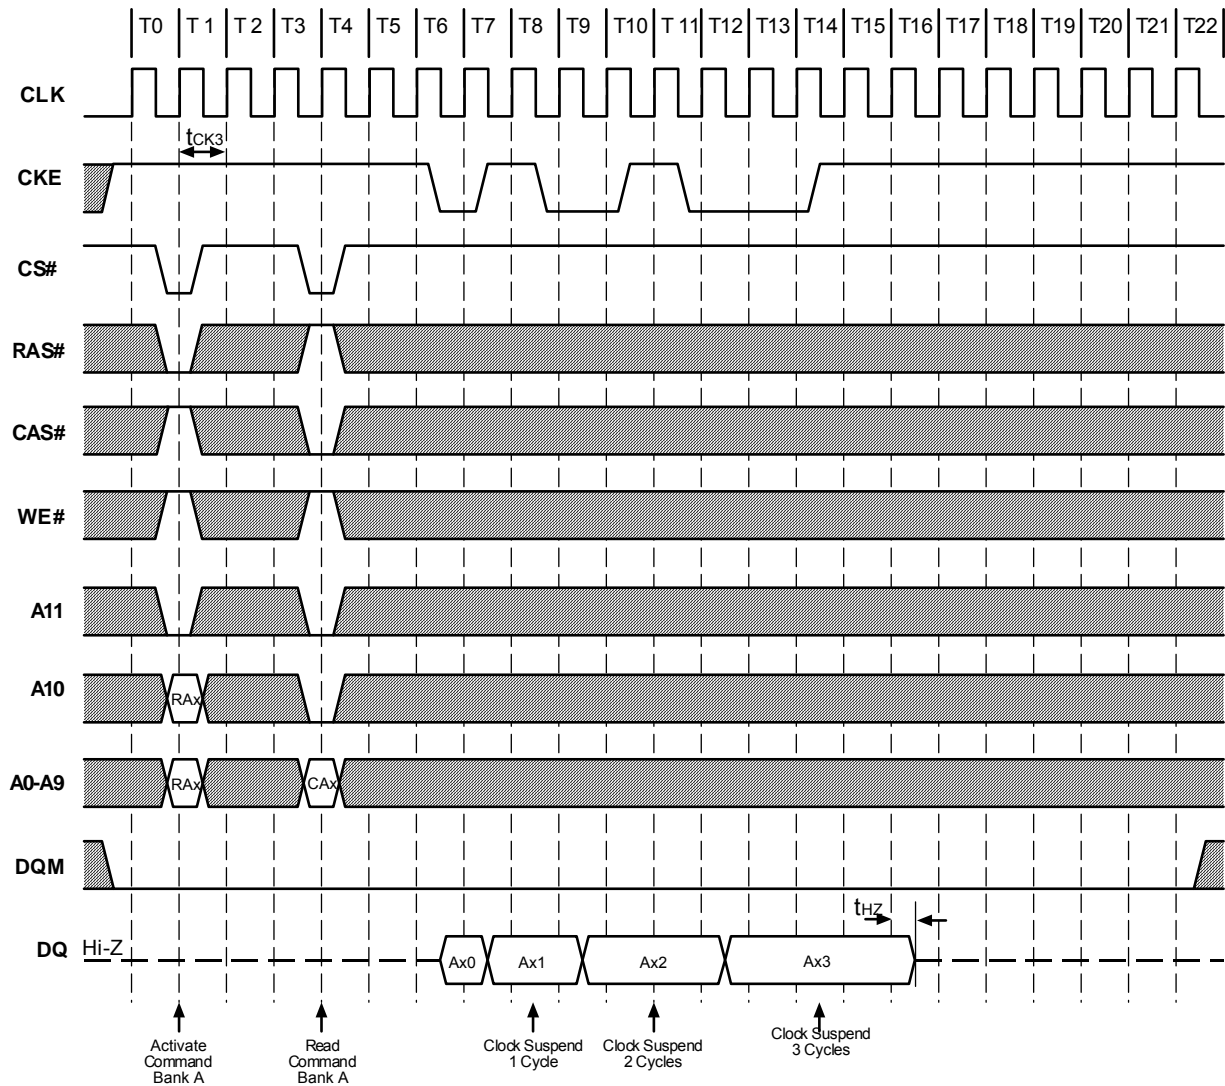 T0 T 1 T 2 T3 T4 T5 T6 T7 T8 T9 T10 T 11 T12 T13 T14 T15 T16 T17 T18 T19 T20 T21 T22
CLK
tCK3
CKE
CS#
RAS#
CAS#
WE#
A11
A10
RAx
A0-A9
RAx CAx
DQM
tHZ
DQ Hi-Z
Ax0 Ax1 Ax2 Ax3
Activate
Command
Bank A
Read
Command
Bank A
Clock Suspend
1 Cycle
Clock Suspend
2 Cycles
Clock Suspend
3 Cycles